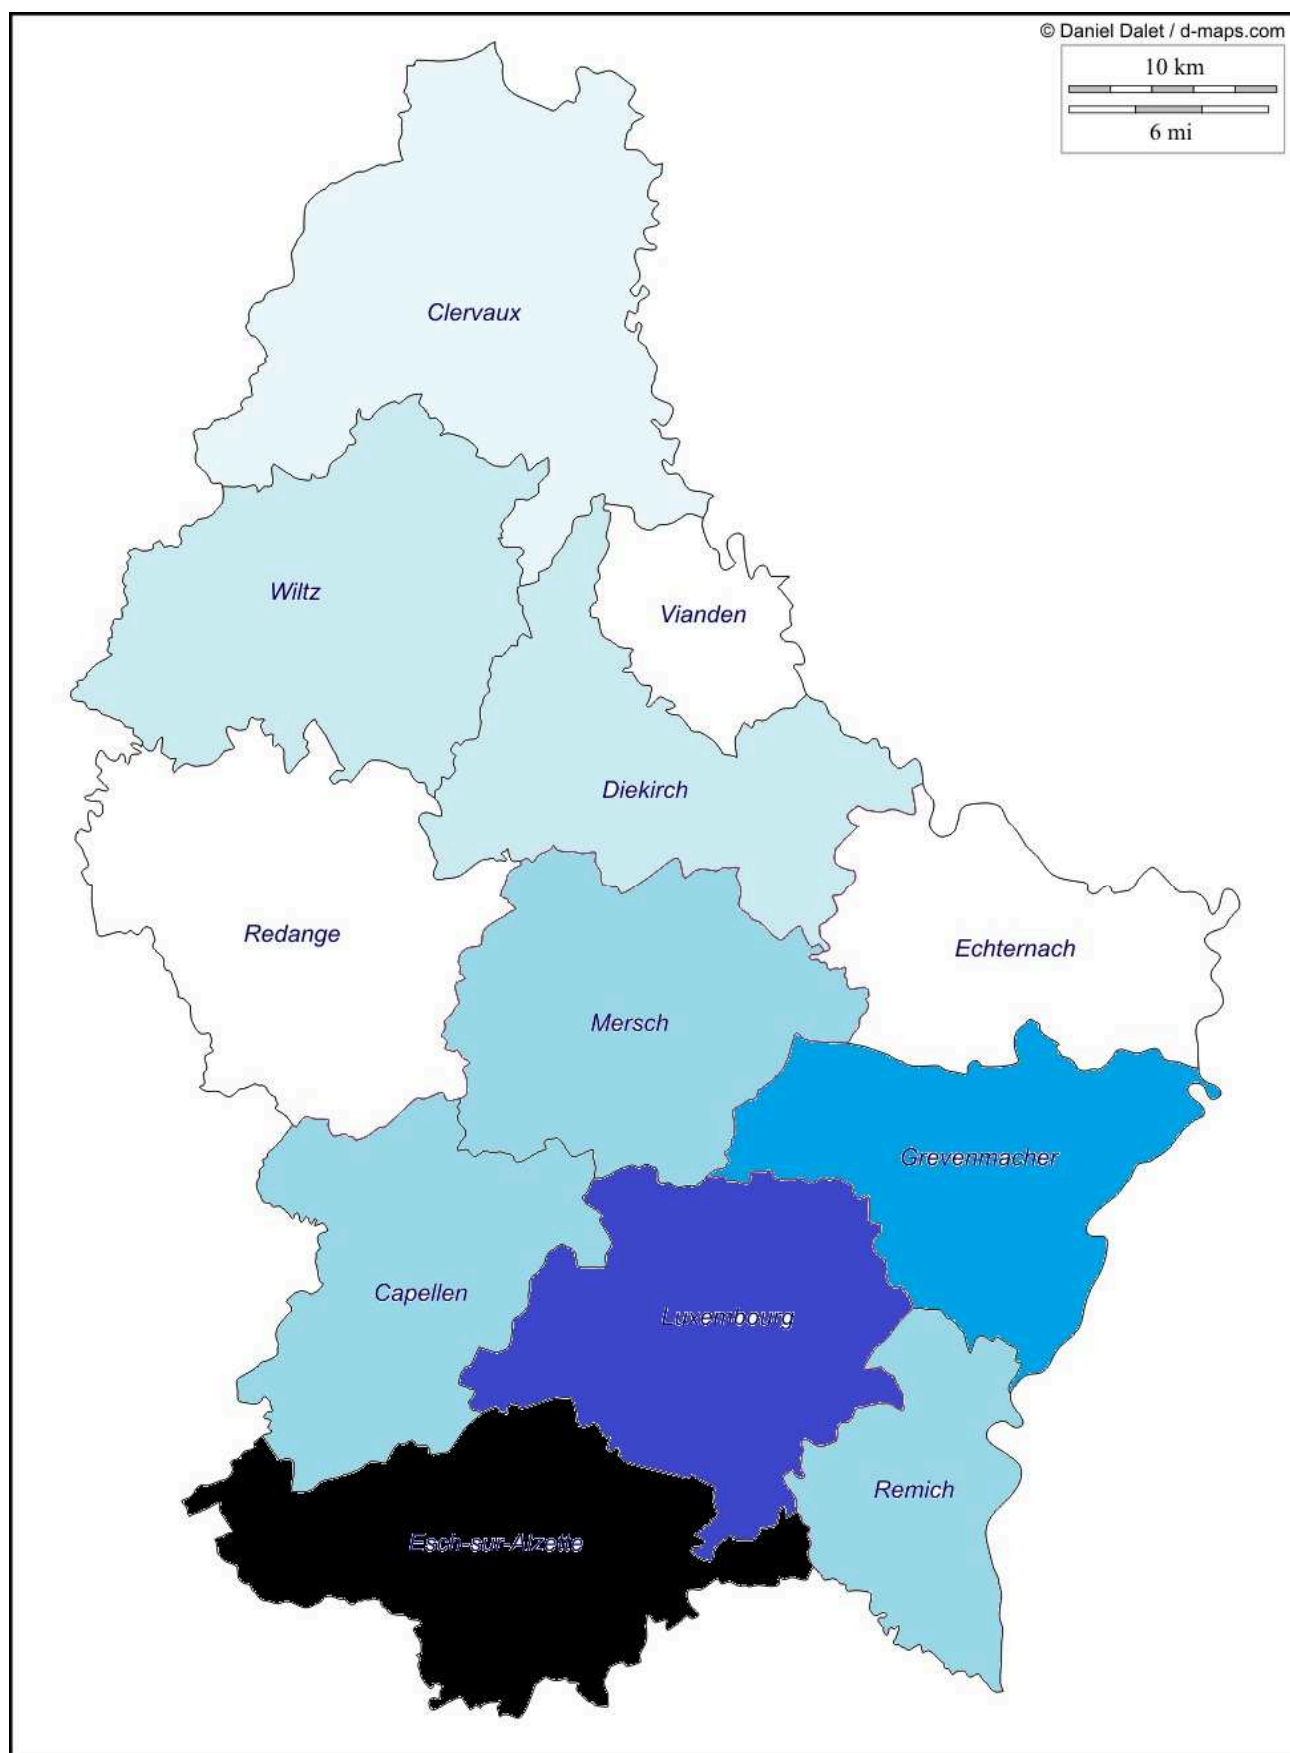 © Daniel Dalet / d-maps.com
10 km
6 mi
Clervaux
Wiltz
Vianden
Diekirch
Redange
Echternach
Mersch
Grevenmacher
Capellen
Luxembourg
Remich
Esch-sur-Alzette